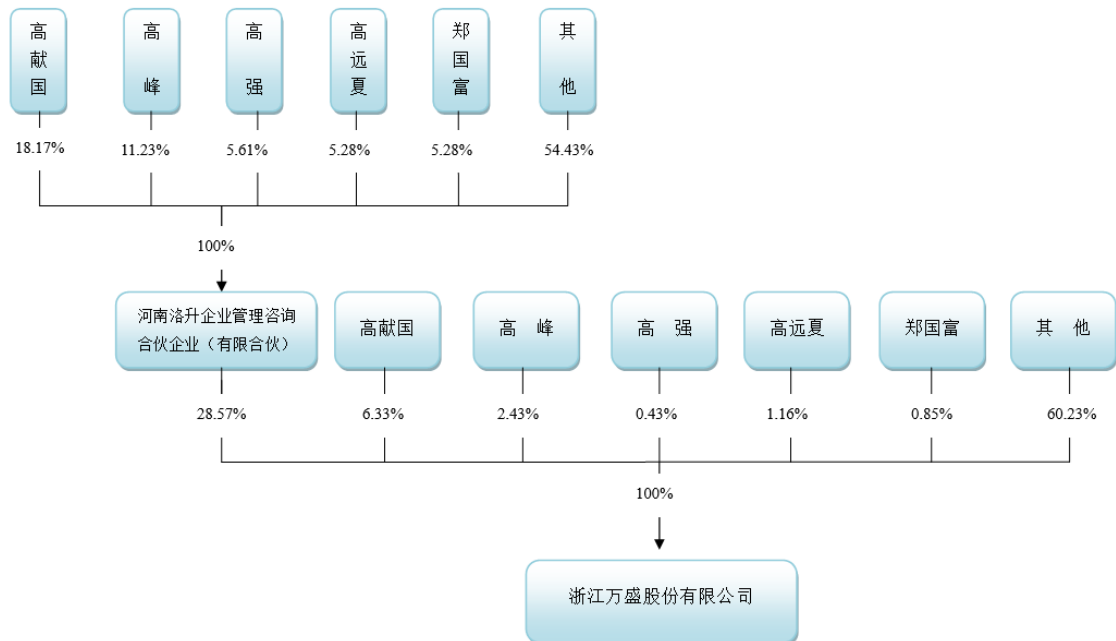 高献国
高峰
高强
高远夏
郑国富
其他
18.17%
11.23%
5.61%
5.28%
5.28%
54.43%
100%
河南洛升企业管理咨询
合伙企业（有限合伙）
高献国
高 峰
高 强
高远夏
郑国富
其 他
28.57%
6.33%
2.43%
0.43%
1.16%
0.85%
60.23%
100%
浙江万盛股份有限公司